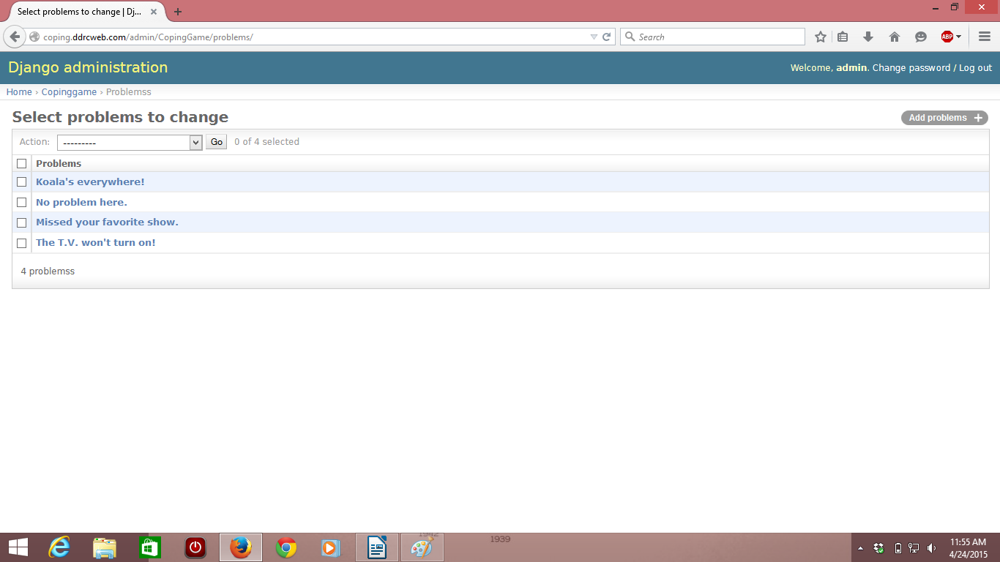 Select problems to change | Dj...
coping.ddrcweb.com/admin/CopingGame/problems/
Search
ABP
Django administration
Welcome, admin. Change password / Log out
Home › Copinggame › Problemss
Select problems to change
Add problems +
Action: --------- Go 0 of 4 selected
Problems
Koala's everywhere!
No problem here.
Missed your favorite show.
The T.V. won't turn on!
4 problemss
1942
1939
11:55 AM
4/24/2015